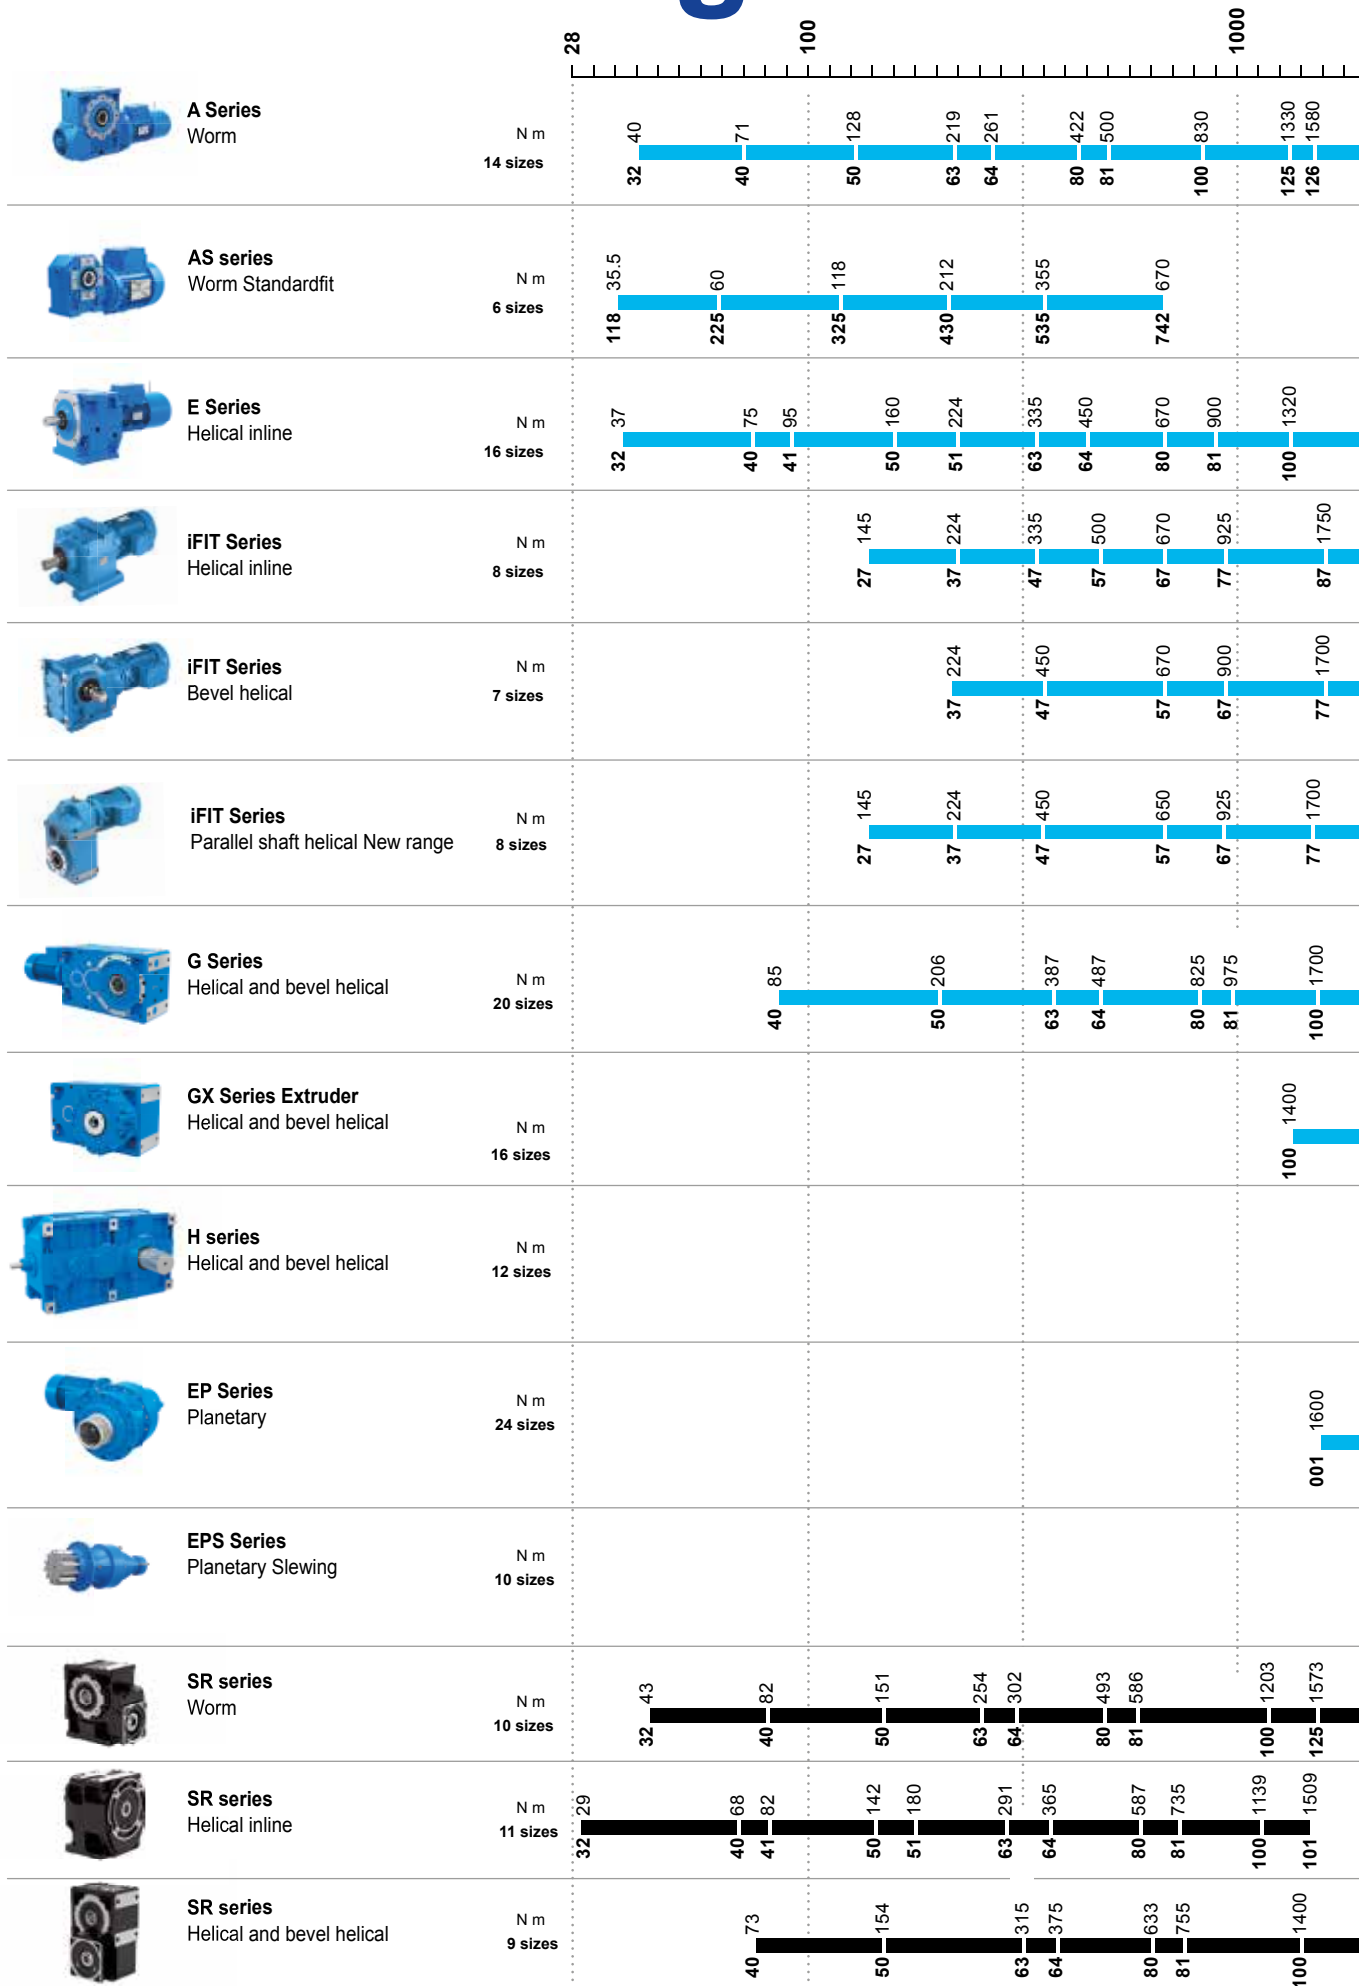 g
28 100 1000
A Series
Worm
N m
14 sizes
40 71 128 219 261 422 500 830 1330 1580
32 40 50 63 64 80 81 100 125 126
AS series
Worm Standardfit
N m
6 sizes
35.5 60 118 212 355 670
118 225 325 430 535 742
E Series
Helical inline
N m
16 sizes
37 75 95 160 224 335 450 670 900 1320
32 40 41 50 51 63 64 80 81 100
iFIT Series
Helical inline
N m
8 sizes
145 224 335 500 670 925 1750
27 37 47 57 67 77 87
iFIT Series
Bevel helical
N m
7 sizes
224 450 670 900 1700
37 47 57 67 77
iFIT Series
Parallel shaft helical New range
N m
8 sizes
145 224 450 650 925 1700
27 37 47 57 67 77
G Series
Helical and bevel helical
N m
20 sizes
85 206 387 487 825 975 1700
40 50 63 64 80 81 100
GX Series Extruder
Helical and bevel helical
N m
16 sizes
1400
100
H series
Helical and bevel helical
N m
12 sizes
EP Series
Planetary
N m
24 sizes
1600
001
EPS Series
Planetary Slewing
N m
10 sizes
SR series
Worm
N m
10 sizes
43 82 151 254 302 493 586 1203 1573
32 40 50 63 64 80 81 100 125
SR series
Helical inline
N m
11 sizes
29 68 82 142 180 291 365 587 735 1139 1509
32 40 41 50 51 63 64 80 81 100 101
SR series
Helical and bevel helical
N m
9 sizes
73 154 315 375 633 755 1400
40 50 63 64 80 81 100